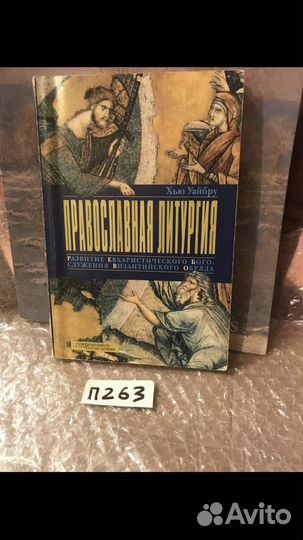 Хью Уайбру
ПРАВОСЛАВНАЯ ЛИТУРГИЯ
РАЗВИТИЕ ЕВХАРИСТИЧЕСКОГО БОГО-
СЛУЖЕНИЯ ВИЗАНТИЙСКОГО ОБРЯДА
П263
Avito